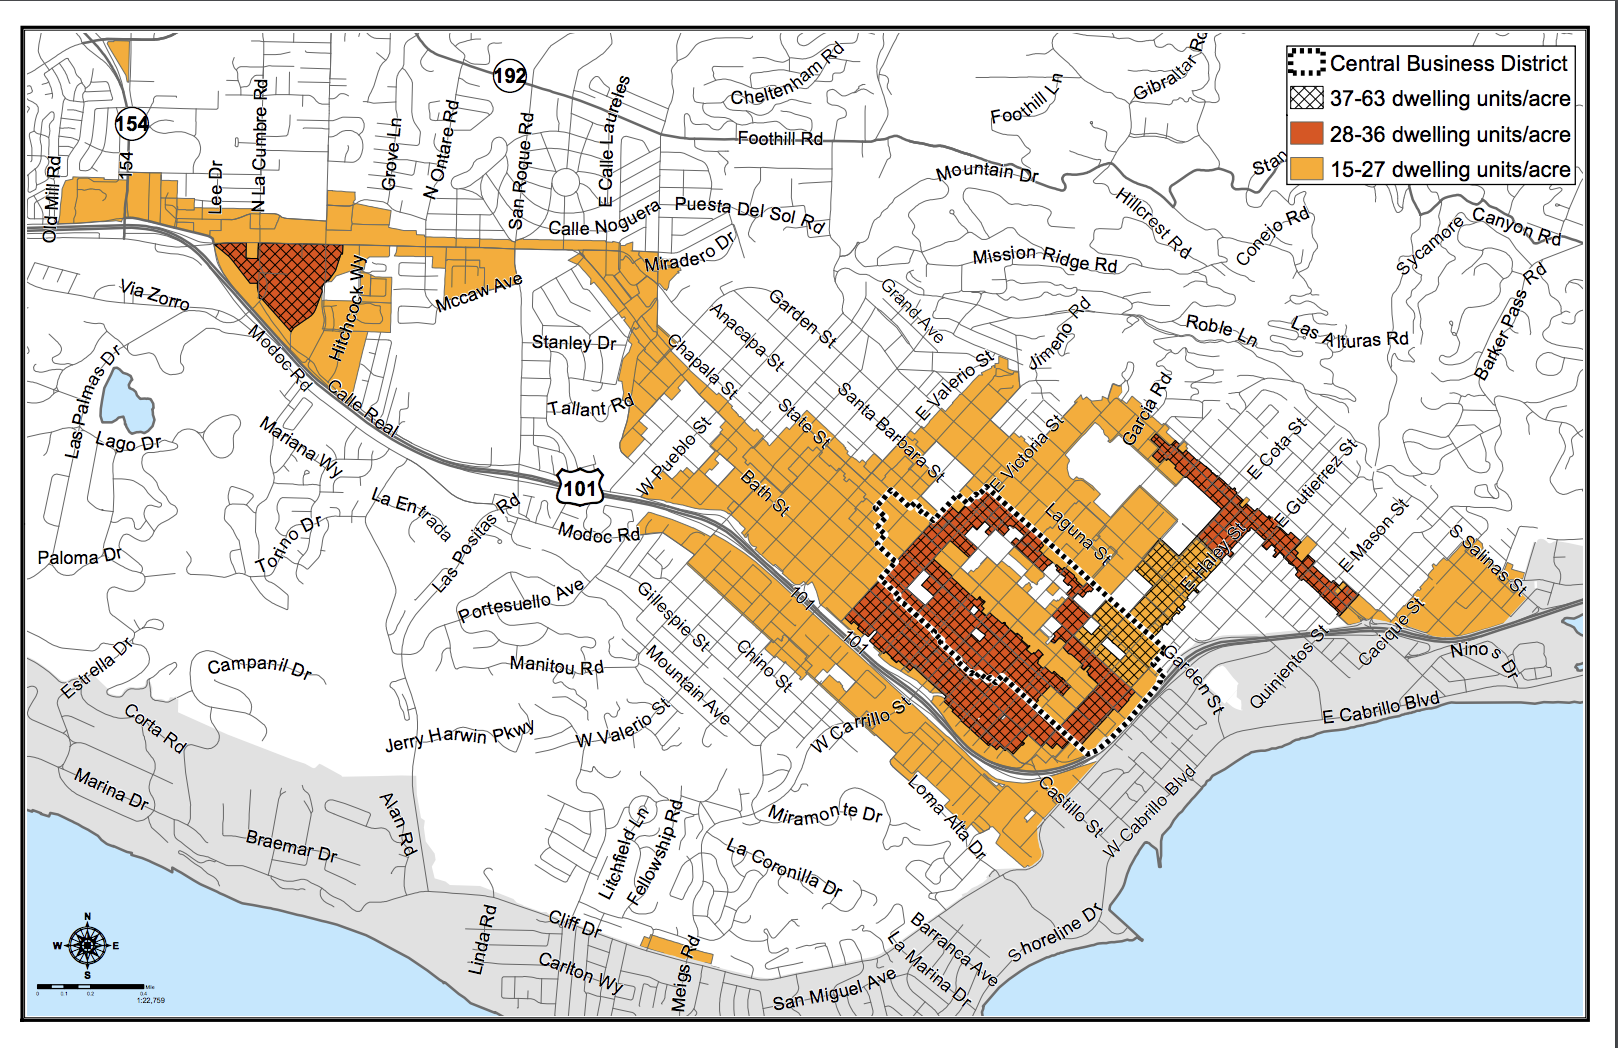 Central Business District
37-63 dwelling units/acre
28-36 dwelling units/acre
15-27 dwelling units/acre
192
154
154
Old Mill Rd
Lee Dr
N La Cumbre Rd
Grove Ln
N Ontare Rd
San Roque Rd
E Calle Laureles
Cheltenham Rd
Foothill Rd
Foothill Ln
Gibraltar Rd
Stan
Mountain Dr
Hillcrest Rd
Conejo Rd
Sycamore
Canyon Rd
Calle Noguera
Puesta Del Sol Rd
Miradero Dr
Mission Ridge Rd
Via Zorro
Mccaw Ave
Hitchcock Wy
Modoc Rd
Calle Real
Stanley Dr
Tallant Rd
Chapala St
Anacapa St
Garden St
Grand Ave
Jimeno Rd
Roble Ln
Las Alturas Rd
Barker Pass Rd
Las Palmas Dr
Lago Dr
Mariana Wy
State St
Santa Barbara St
E Valerio St
E Victoria St
Garcia Rd
E Cota St
E Gutierrez St
W Pueblo St
Bath St
101
La Entrada
Las Positas Rd
Modoc Rd
Torino Dr
Paloma Dr
Laguna St
E Haley St
E Mason St
S Salinas St
Portesuello Ave
Gillespie St
101
101
Chino St
Mountain Ave
Manitou Rd
Estrella Dr
Campanil Dr
Corta Rd
Jerry Harwin Pkwy
W Valerio St
W Carrillo St
Garden St
Quinientos St
Cacique St
Nino's Dr
E Cabrillo Blvd
Marina Dr
Alan Rd
Braemar Dr
Litchfield Ln
Fellowship Rd
Miramonte Dr
La Coronilla Dr
Loma Alta Dr
Castillo St
W Cabrillo Blvd
Linda Rd
Cliff Dr
Carlton Wy
Meigs Rd
San Miguel Ave
Barranca Ave
La Marina Dr
Shoreline Dr
N
W
E
S
Mile
0 0.1 0.2 0.4
1:22,759